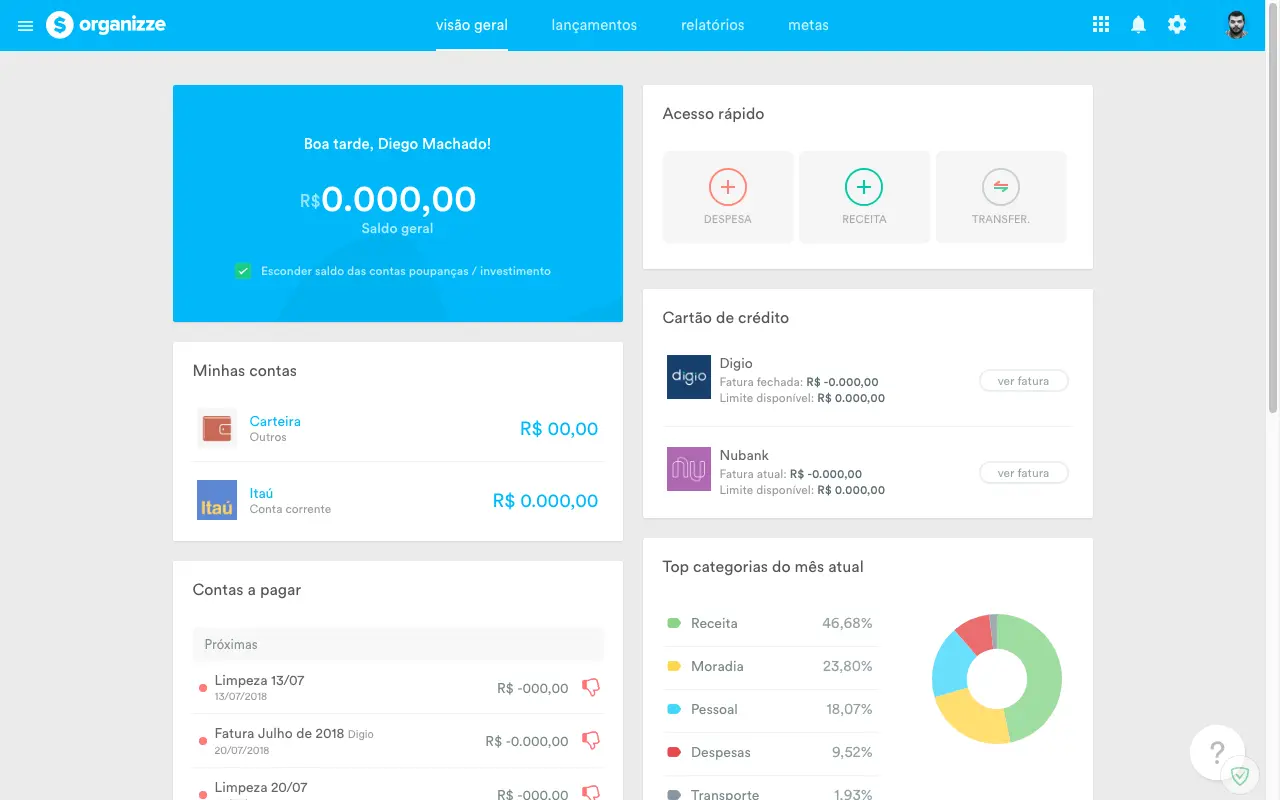 organizze
visão geral
lançamentos
relatórios
metas
Boa tarde, Diego Machado!
R$0.000,00
Saldo geral
Esconder saldo das contas poupanças / investimento
Minhas contas
Carteira
Outros
R$ 00,00
Itaú
Itaú
Conta corrente
R$ 0.000,00
Contas a pagar
Próximas
Limpeza 13/07
13/07/2018
R$ -000,00
Fatura Julho de 2018 Digio
20/07/2018
R$ -0.000,00
Limpeza 20/07
R$ -000,00
Acesso rápido
DESPESA
RECEITA
TRANSFER.
Cartão de crédito
digio
Digio
Fatura fechada: R$ -0.000,00
Limite disponível: R$ 0.000,00
ver fatura
nu
Nubank
Fatura atual: R$ -0.000,00
Limite disponível: R$ 0.000,00
ver fatura
Top categorias do mês atual
Receita 46,68%
Moradia 23,80%
Pessoal 18,07%
Despesas 9,52%
Transporte 1,93%
?